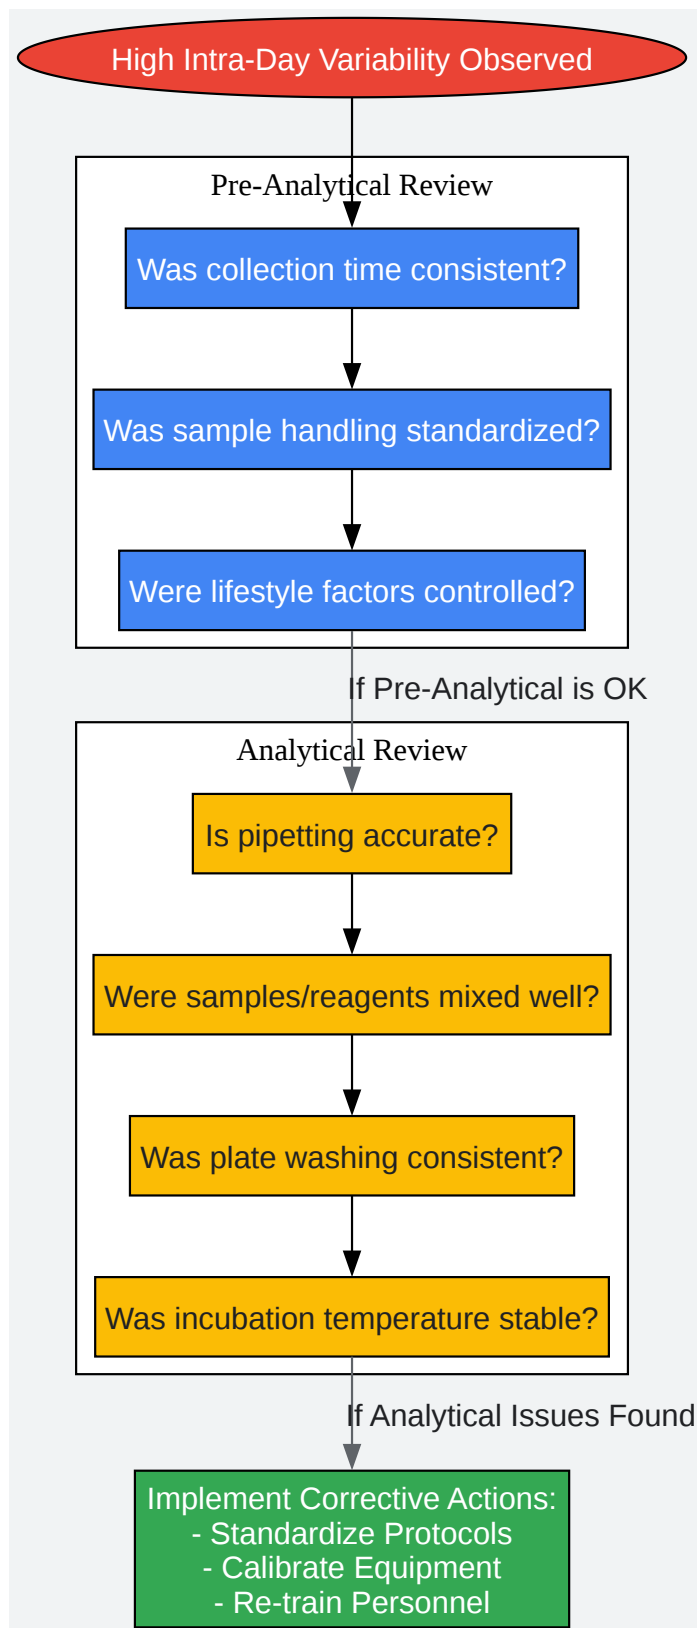 High Intra-Day Variability Observed
Pre-Analytical Review
Was collection time consistent?
Was sample handling standardized?
Were lifestyle factors controlled?
If Pre-Analytical is OK
Analytical Review
Is pipetting accurate?
Were samples/reagents mixed well?
Was plate washing consistent?
Was incubation temperature stable?
If Analytical Issues Found
Implement Corrective Actions:
- Standardize Protocols
- Calibrate Equipment
- Re-train Personnel